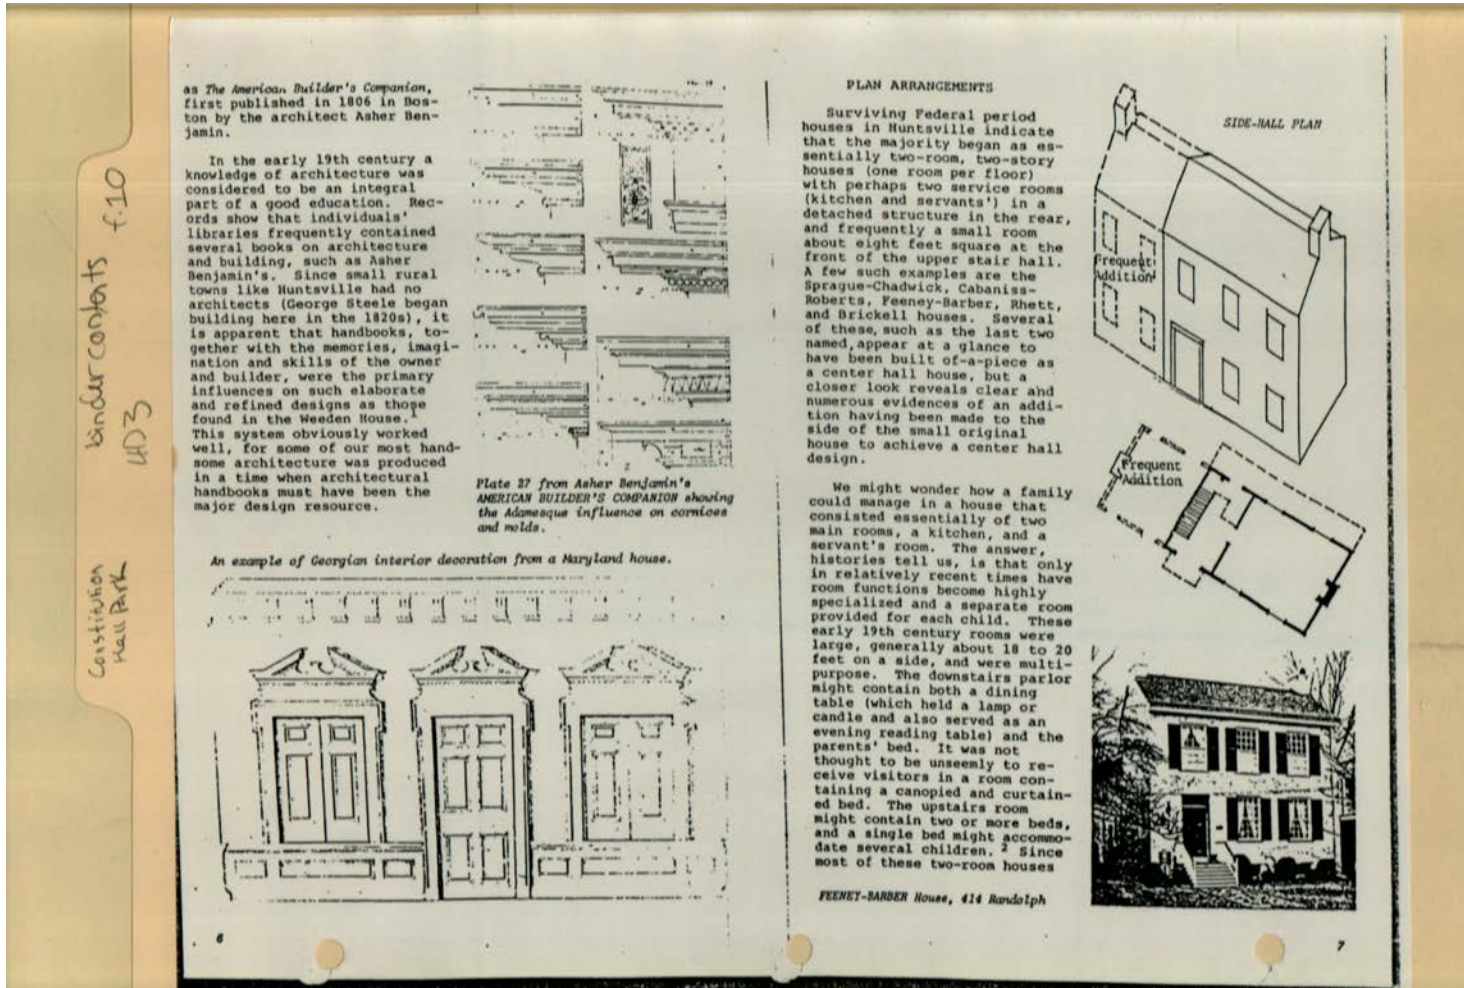 Constitution
Hall Park
binder contents
4D3
f.10
as The American Builder's Companion,
first published in 1806 in Bos-
ton by the architect Asher Ben-
jamin.
In the early 19th century a
knowledge of architecture was
considered to be an integral
part of a good education. Rec-
ords show that individuals'
libraries frequently contained
several books on architecture
and building, such as Asher
Benjamin's. Since small rural
towns like Huntsville had no
architects (George Steele began
building here in the 1820s), it
is apparent that handbooks, to-
gether with the memories, imagi-
nation and skills of the owner
and builder, were the primary
influences on such elaborate
and refined designs as those
found in the Weeden House.1
This system obviously worked
well, for some of our most hand-
some architecture was produced
in a time when architectural
handbooks must have been the
major design resource.
Plate 27 from Asher Benjamin's
AMERICAN BUILDER'S COMPANION showing
the Adamesque influence on cornices
and molds.
An example of Georgian interior decoration from a Maryland house.
6
PLAN ARRANGEMENTS
Surviving Federal period
houses in Huntsville indicate
that the majority began as es-
sentially two-room, two-story
houses (one room per floor)
with perhaps two service rooms
(kitchen and servants') in a
detached structure in the rear,
and frequently a small room
about eight feet square at the
front of the upper stair hall.
A few such examples are the
Sprague-Chadwick, Cabaniss-
Roberts, Feeney-Barber, Rhett,
and Brickell houses. Several
of these, such as the last two
named, appear at a glance to
have been built of-a-piece as
a center hall house, but a
closer look reveals clear and
numerous evidences of an addi-
tion having been made to the
side of the small original
house to achieve a center hall
design.
We might wonder how a family
could manage in a house that
consisted essentially of two
main rooms, a kitchen, and a
servant's room. The answer,
histories tell us, is that only
in relatively recent times have
room functions become highly
specialized and a separate room
provided for each child. These
early 19th century rooms were
large, generally about 18 to 20
feet on a side, and were multi-
purpose. The downstairs parlor
might contain both a dining
table (which held a lamp or
candle and also served as an
evening reading table) and the
parents' bed. It was not
thought to be unseemly to re-
ceive visitors in a room con-
taining a canopied and curtain-
ed bed. The upstairs room
might contain two or more beds,
and a single bed might accommo-
date several children.2 Since
most of these two-room houses
FEENEY-BARBER House, 414 Randolph
SIDE-HALL PLAN
Frequent
Addition
Frequent
Addition
7